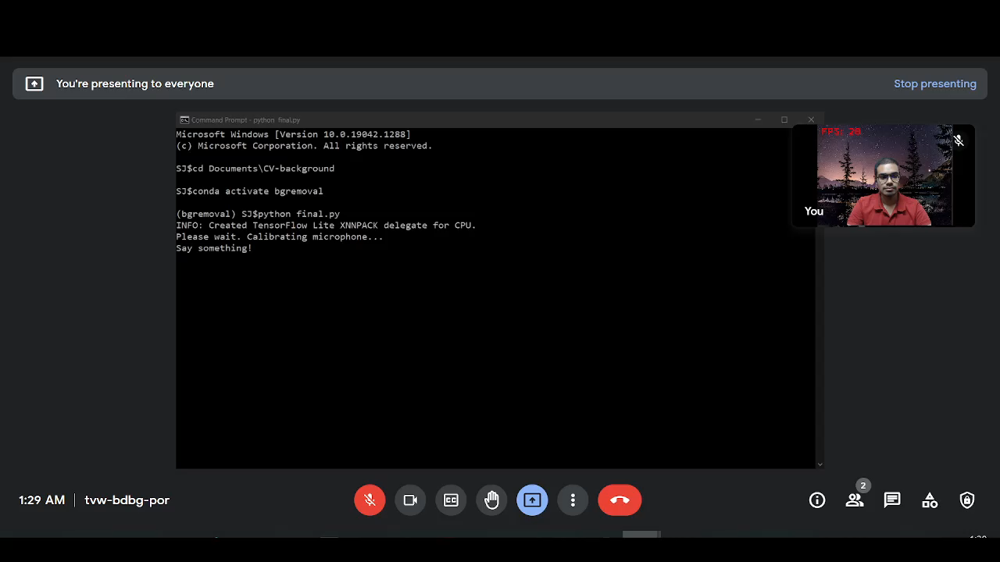 You're presenting to everyone
Stop presenting
Command Prompt - python final.py
Microsoft Windows [Version 10.0.19042.1288]
(c) Microsoft Corporation. All rights reserved.
SJ$cd Documents\CV-background
SJ$conda activate bgremoval
(bgremoval) SJ$python final.py
INFO: Created TensorFlow Lite XNNPACK delegate for CPU.
Please wait. Calibrating microphone...
Say something!
FPS: 28
You
1:29 AM
tvw-bdbg-por
CC
2